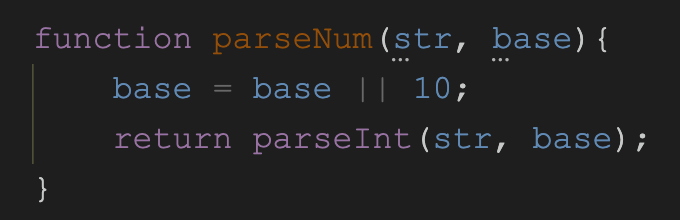 function parseNum(str, base){
    base = base || 10;
    return parseInt(str, base);
}